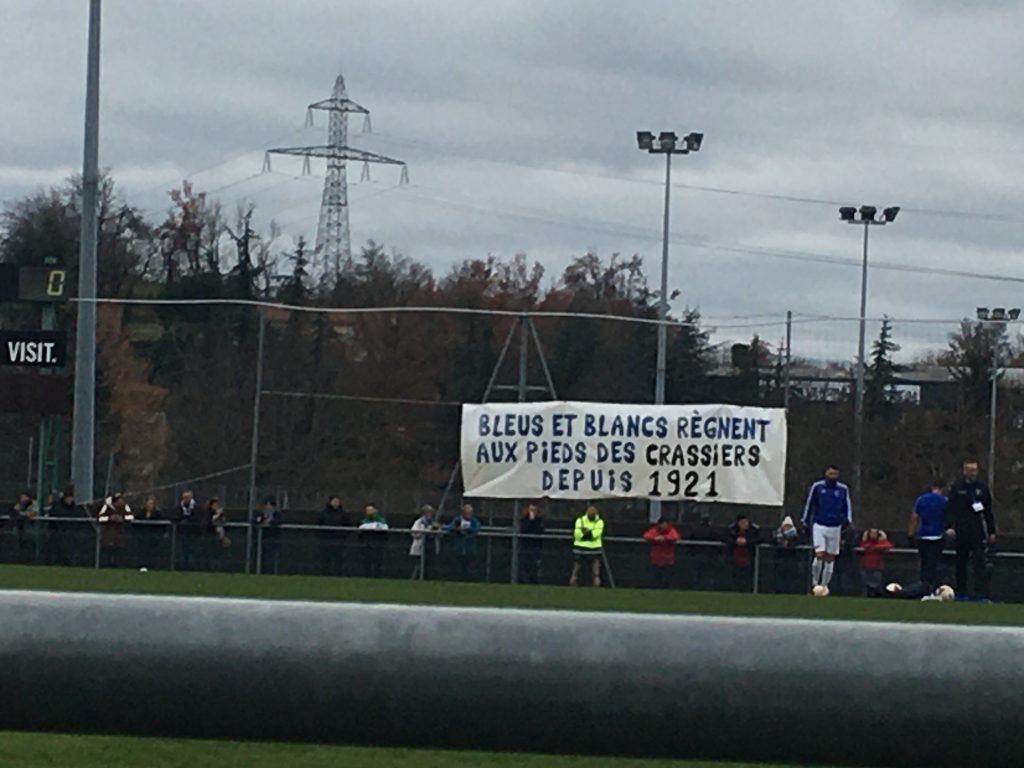 0
VISIT.
BLEUS ET BLANCS RÈGNENT
AUX PiEDS DES CRASSIERS
DEPUiS 1921